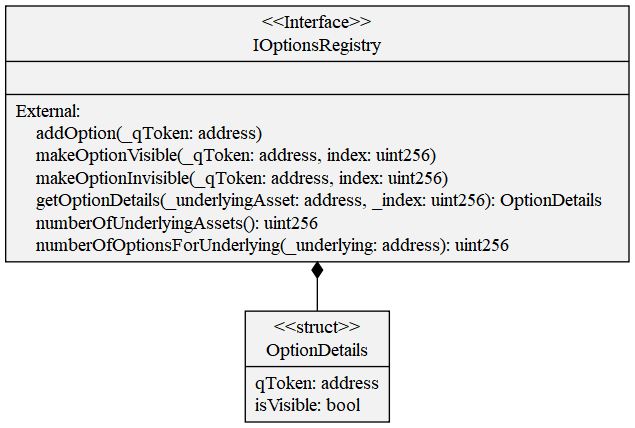 <<Interface>>
IOptionsRegistry
External:
addOption(_qToken: address)
makeOptionVisible(_qToken: address, index: uint256)
makeOptionInvisible(_qToken: address, index: uint256)
getOptionDetails(_underlyingAsset: address, _index: uint256): OptionDetails
numberOfUnderlyingAssets(): uint256
numberOfOptionsForUnderlying(_underlying: address): uint256
<<struct>>
OptionDetails
qToken: address
isVisible: bool